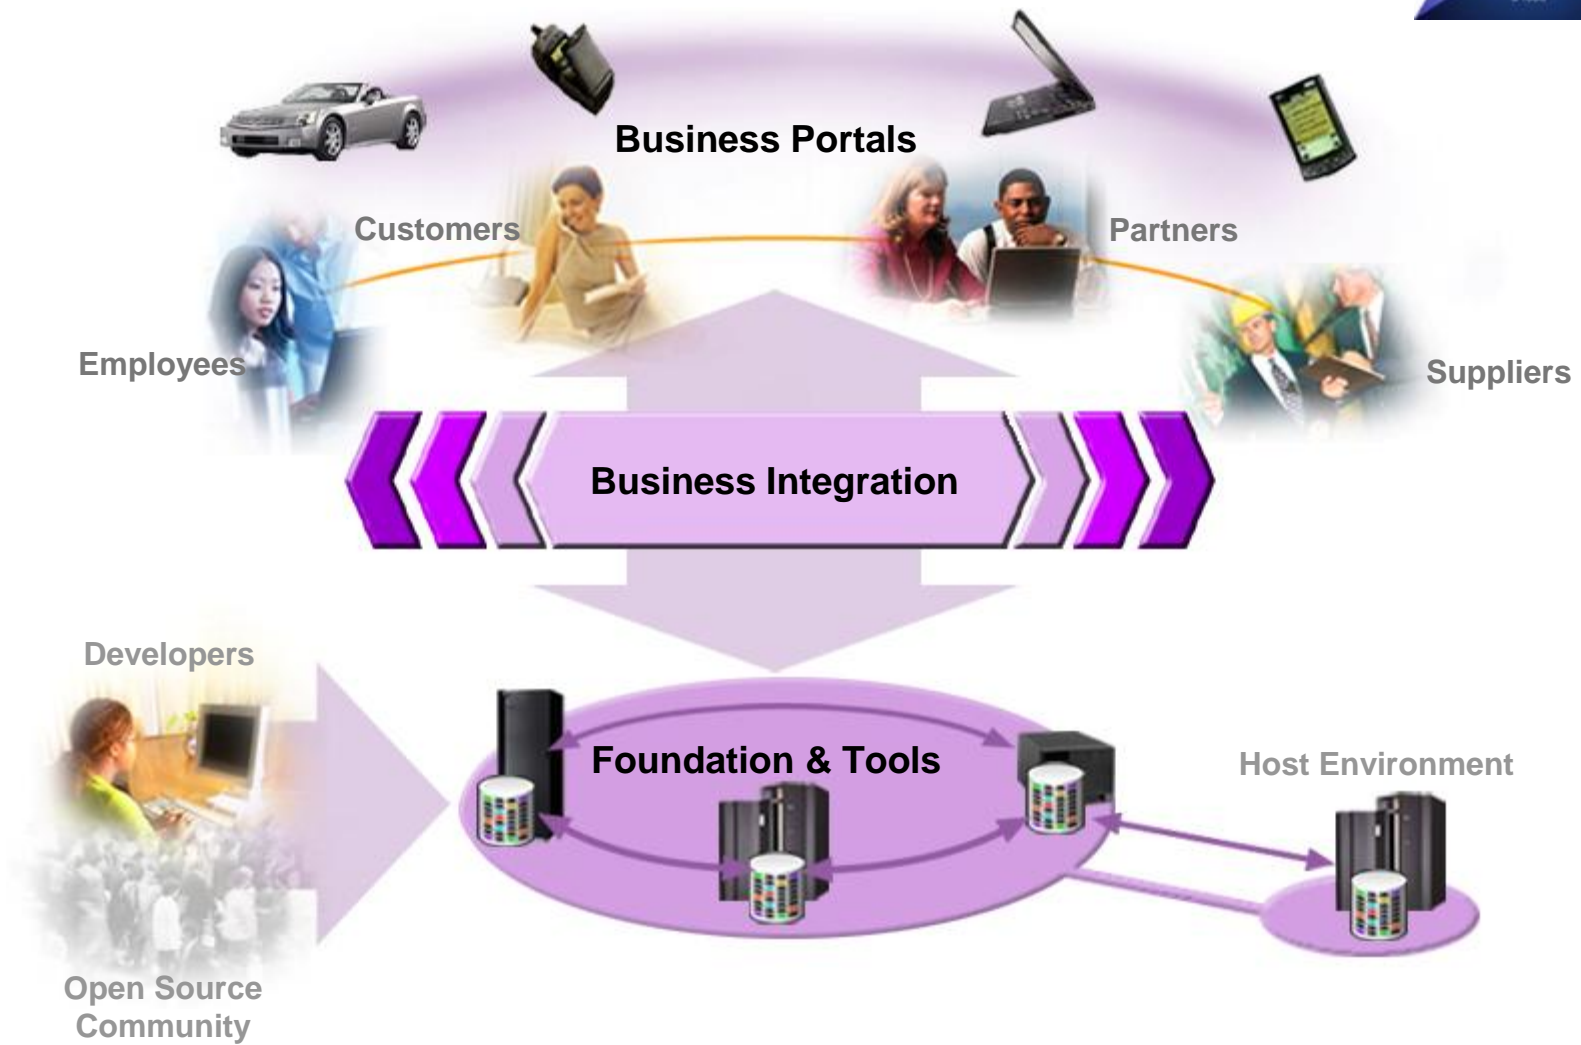 Business Portals
Customers
Partners
Employees
Suppliers
Business Integration
Developers
Foundation & Tools
Host Environment
Open Source
Community